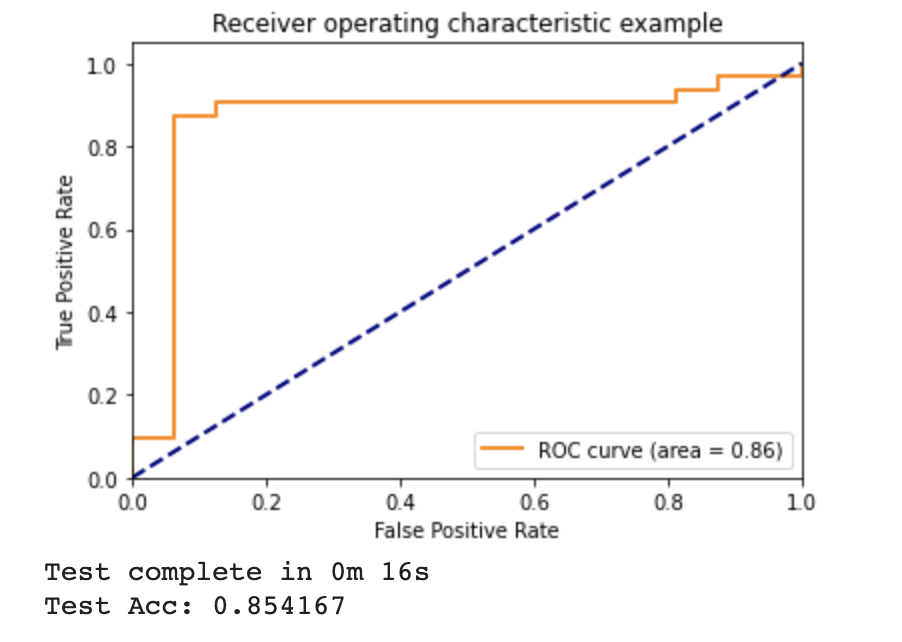 Receiver operating characteristic example
1.0
0.8
0.6
0.4
0.2
0.0
True Positive Rate
ROC curve (area = 0.86)
0.0 0.2 0.4 0.6 0.8 1.0
False Positive Rate
Test complete in 0m 16s
Test Acc: 0.854167